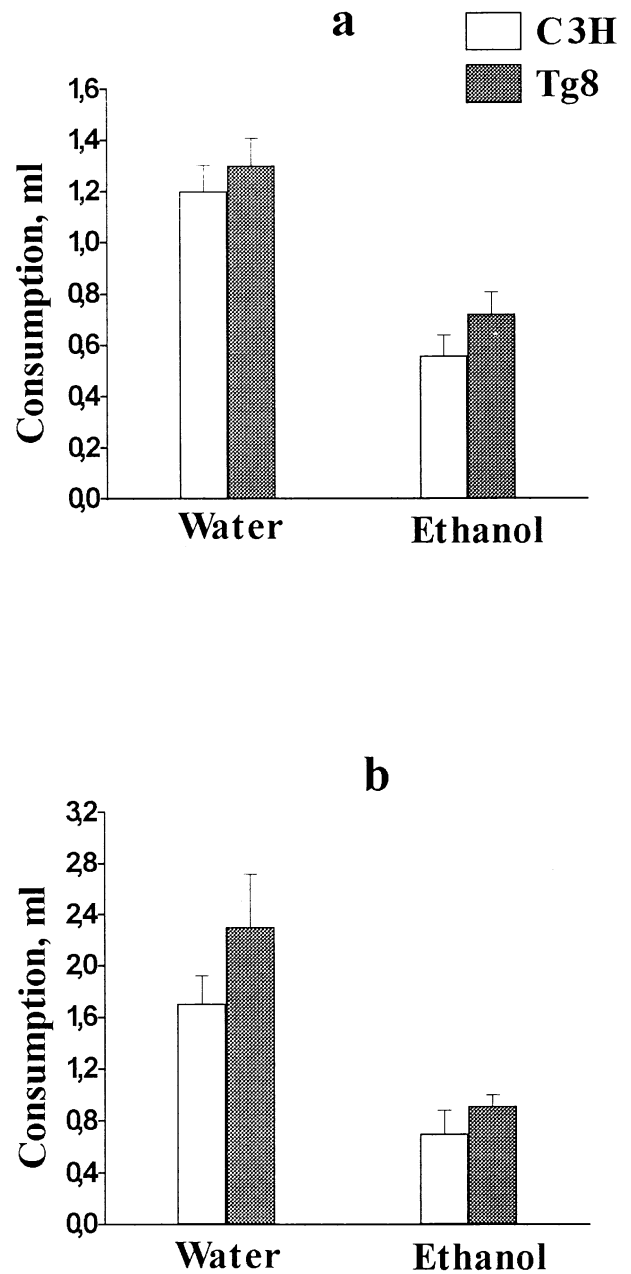 a
C3H
Tg8
Consumption, ml
1,6
1,4
1,2
1,0
0,8
0,6
0,4
0,2
0,0
Water Ethanol
b
Consumption, ml
3,2
2,8
2,4
2,0
1,6
1,2
0,8
0,4
0,0
Water Ethanol